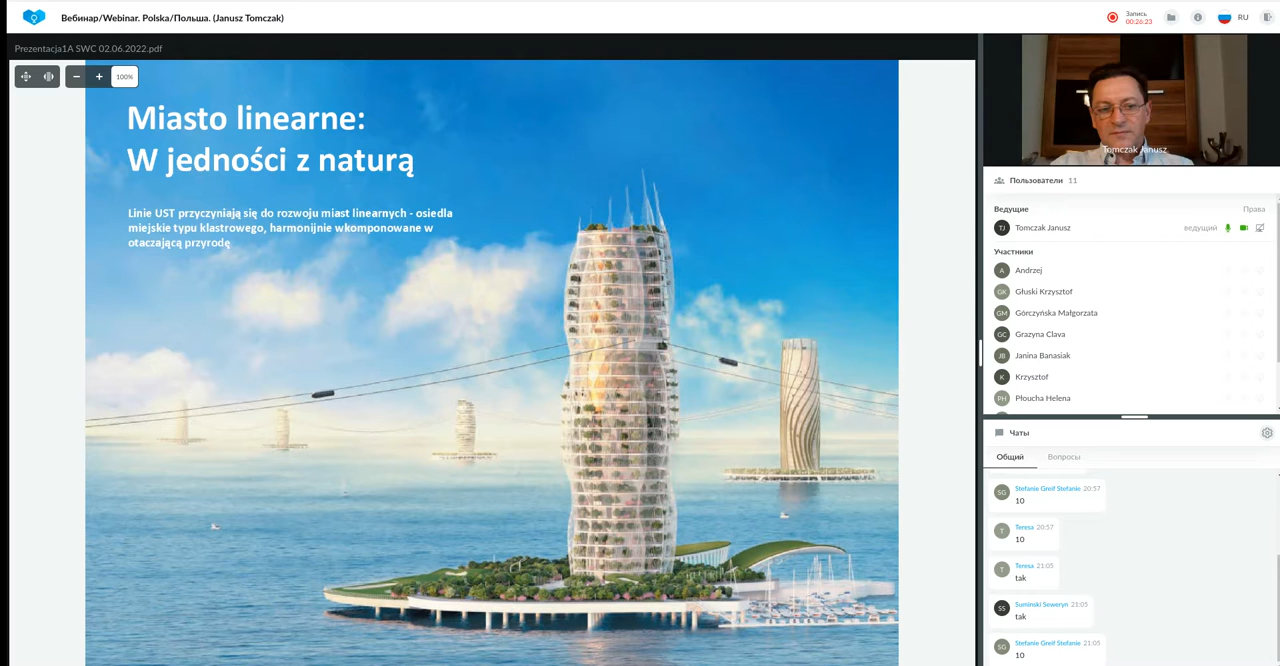 Вебинар/Webinar. Polska/Польша. (Janusz Tomczak)
Запись
00:26:23
RU
Prezentacja1A SWC 02.06.2022.pdf
100%
Miasto linearne:
W jedności z naturą
Linie UST przyczyniają się do rozwoju miast linearnych - osiedla
miejskie typu klastrowego, harmonijnie wkomponowane w
otaczającą przyrodę
Tomczak Janusz
Пользователи 11
Ведущие Права
TJ Tomczak Janusz ведущий
Участники
A Andrzej
GK Głuski Krzysztof
GM Górczyńska Małgorzata
GC Grazyna Clava
JB Janina Banasiak
K Krzysztof
PH Płoucha Helena
Чаты
Общий Вопросы
SG Stefanie Greif Stefanie 20:57
10
T Teresa 20:57
10
T Teresa 21:05
tak
SS Suminski Seweryn 21:05
tak
SG Stefanie Greif Stefanie 21:05
10